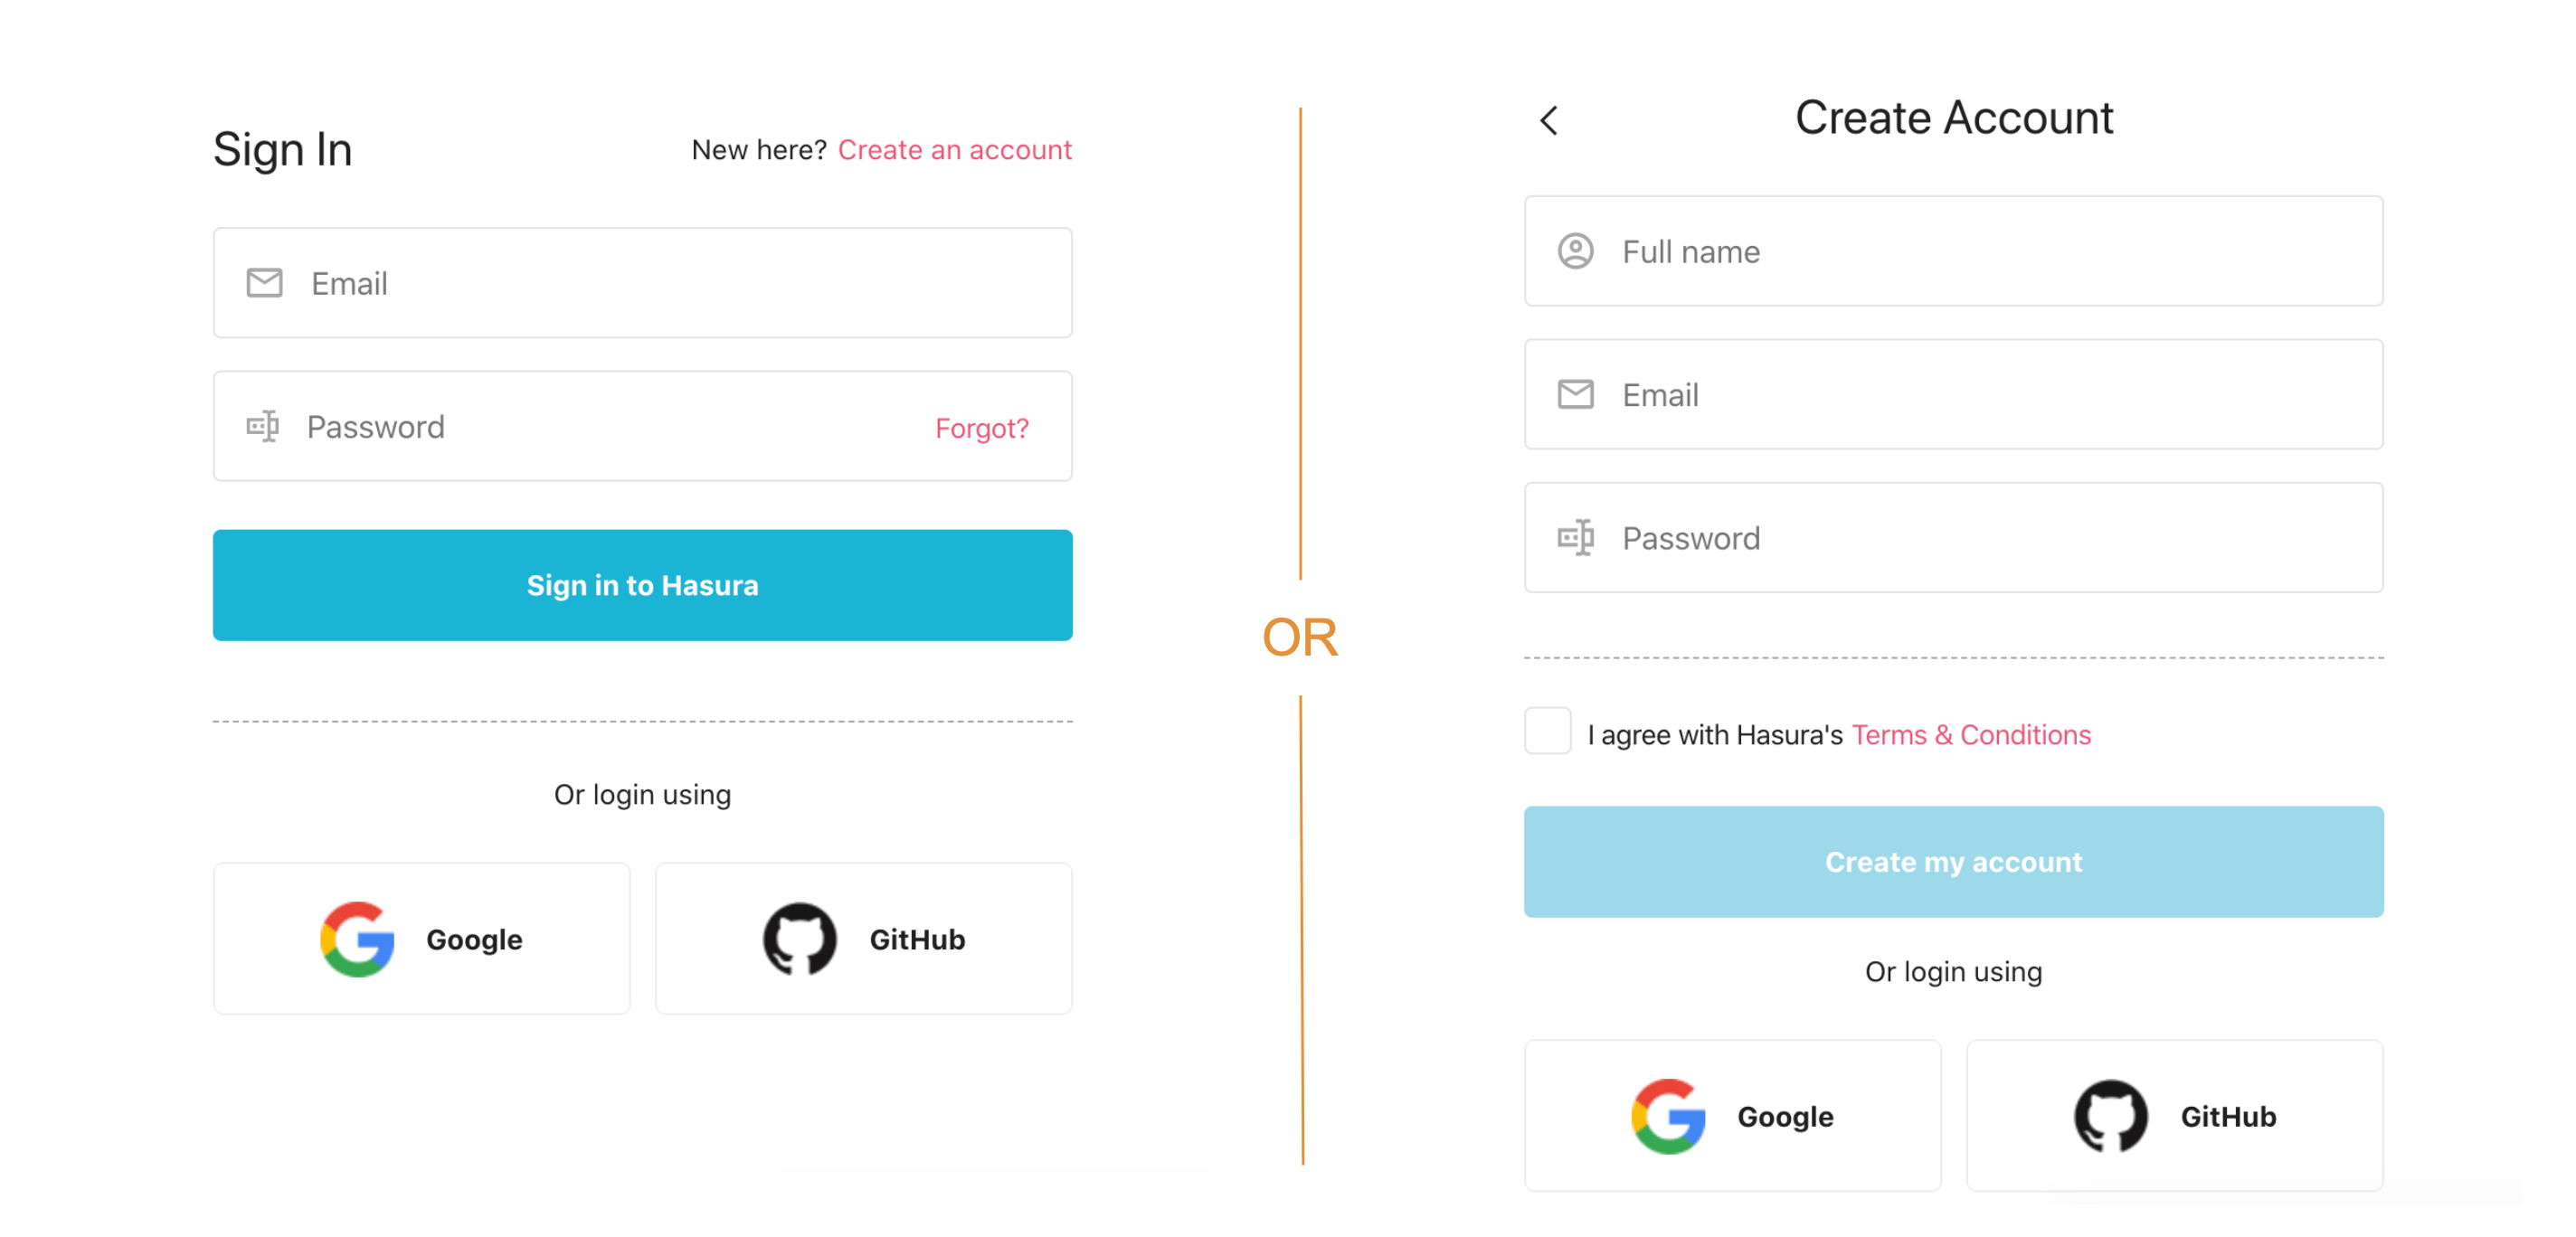 Sign In
New here? Create an account
Email
Password
Forgot?
Sign in to Hasura
Or login using
Google
GitHub
OR
Create Account
Full name
Email
Password
I agree with Hasura's Terms & Conditions
Create my account
Or login using
Google
GitHub